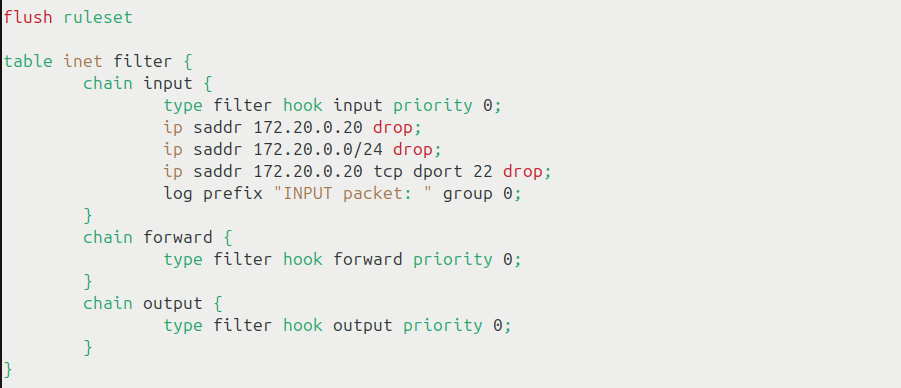 flush ruleset
table inet filter {
chain input {
type filter hook input priority 0;
ip saddr 172.20.0.20 drop;
ip saddr 172.20.0.0/24 drop;
ip saddr 172.20.0.20 tcp dport 22 drop;
log prefix "INPUT packet: " group 0;
}
chain forward {
type filter hook forward priority 0;
}
chain output {
type filter hook output priority 0;
}
}